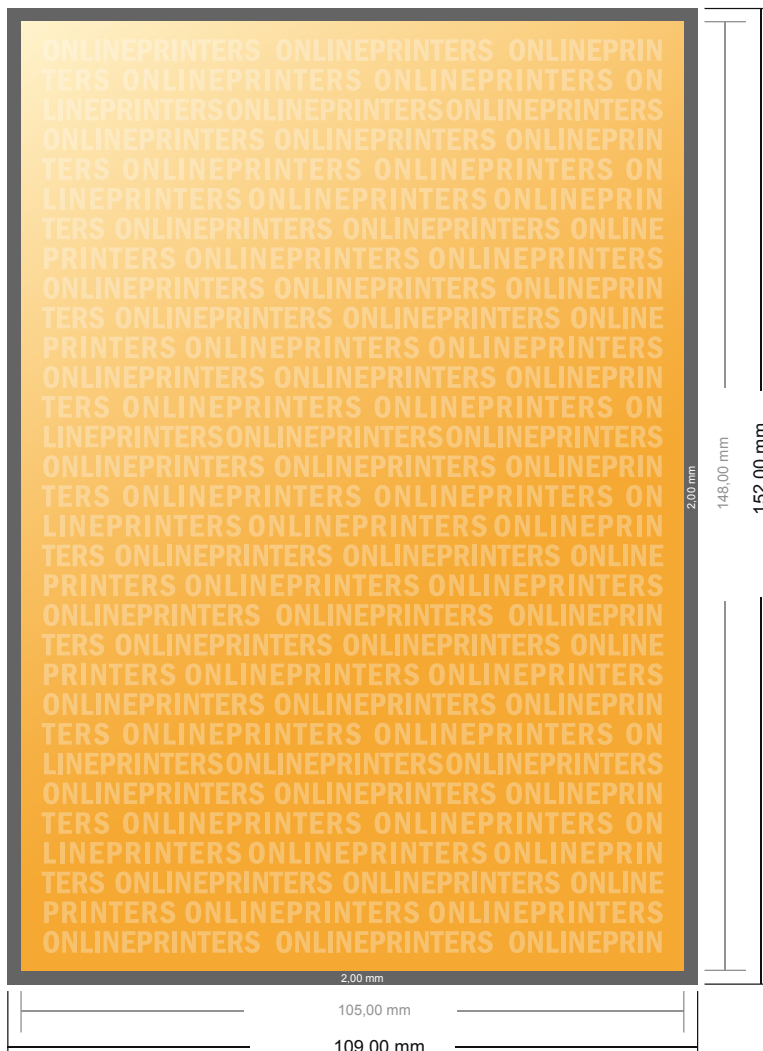 ONLINEPRINTERS ONLINEPRINTERS ONLINEPRIN
TERS ONLINEPRINTERS ONLINEPRINTERS ON
LINEPRINTERSONLINEPRINTERSONLINEPRINTERS
ONLINEPRINTERS ONLINEPRINTERS ONLINEPRIN
TERS ONLINEPRINTERS ONLINEPRINTERS ON
LINEPRINTERS ONLINEPRINTERS ONLINEPRIN
TERS ONLINEPRINTERS ONLINEPRINTERS ONLINE
PRINTERS ONLINEPRINTERS ONLINEPRINTERS
ONLINEPRINTERS ONLINEPRINTERS ONLINEPRIN
TERS ONLINEPRINTERS ONLINEPRINTERS ONLINE
PRINTERS ONLINEPRINTERS ONLINEPRINTERS
ONLINEPRINTERS ONLINEPRINTERS ONLINEPRIN
TERS ONLINEPRINTERS ONLINEPRINTERS ON
LINEPRINTERSONLINEPRINTERSONLINEPRINTERS
ONLINEPRINTERS ONLINEPRINTERS ONLINEPRIN
TERS ONLINEPRINTERS ONLINEPRINTERS ON
LINEPRINTERS ONLINEPRINTERS ONLINEPRIN
TERS ONLINEPRINTERS ONLINEPRINTERS ONLINE
PRINTERS ONLINEPRINTERS ONLINEPRINTERS
ONLINEPRINTERS ONLINEPRINTERS ONLINEPRIN
TERS ONLINEPRINTERS ONLINEPRINTERS ONLINE
PRINTERS ONLINEPRINTERS ONLINEPRINTERS
ONLINEPRINTERS ONLINEPRINTERS ONLINEPRIN
TERS ONLINEPRINTERS ONLINEPRINTERS ON
LINEPRINTERSONLINEPRINTERSONLINEPRINTERS
ONLINEPRINTERS ONLINEPRINTERS ONLINEPRIN
TERS ONLINEPRINTERS ONLINEPRINTERS ON
LINEPRINTERS ONLINEPRINTERS ONLINEPRIN
TERS ONLINEPRINTERS ONLINEPRINTERS ONLINE
PRINTERS ONLINEPRINTERS ONLINEPRINTERS
ONLINEPRINTERS ONLINEPRINTERS ONLINEPRIN
2,00 mm
148,00 mm
152,00 mm
2,00 mm
105,00 mm
109,00 mm